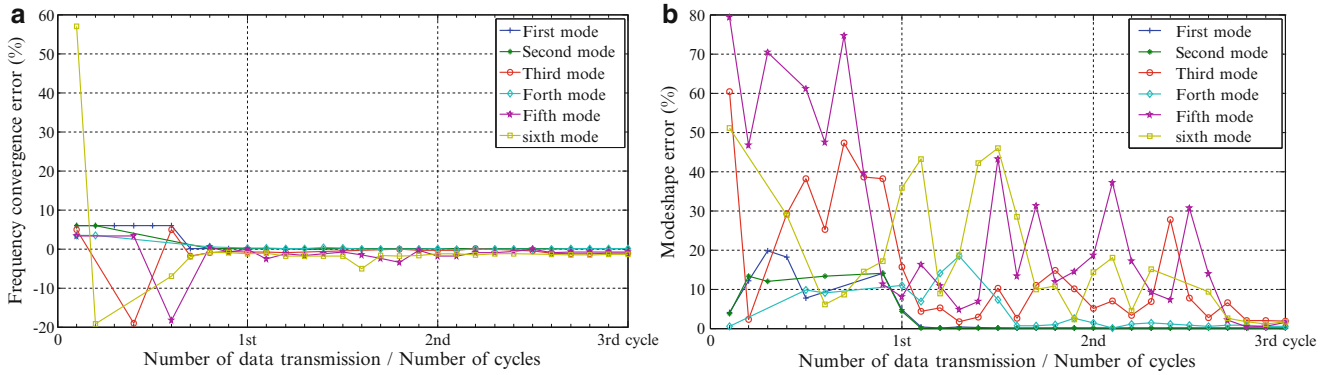 a
Frequency convergence error (%)
60
50
40
30
20
10
0
-10
-20
0
1st
2nd
3rd cycle
Number of data transmission / Number of cycles
First mode
Second mode
Third mode
Forth mode
Fifth mode
sixth mode
b
Modeshape error (%)
80
70
60
50
40
30
20
10
0
0
1st
2nd
3rd cycle
Number of data transmission / Number of cycles
First mode
Second mode
Third mode
Forth mode
Fifth mode
sixth mode